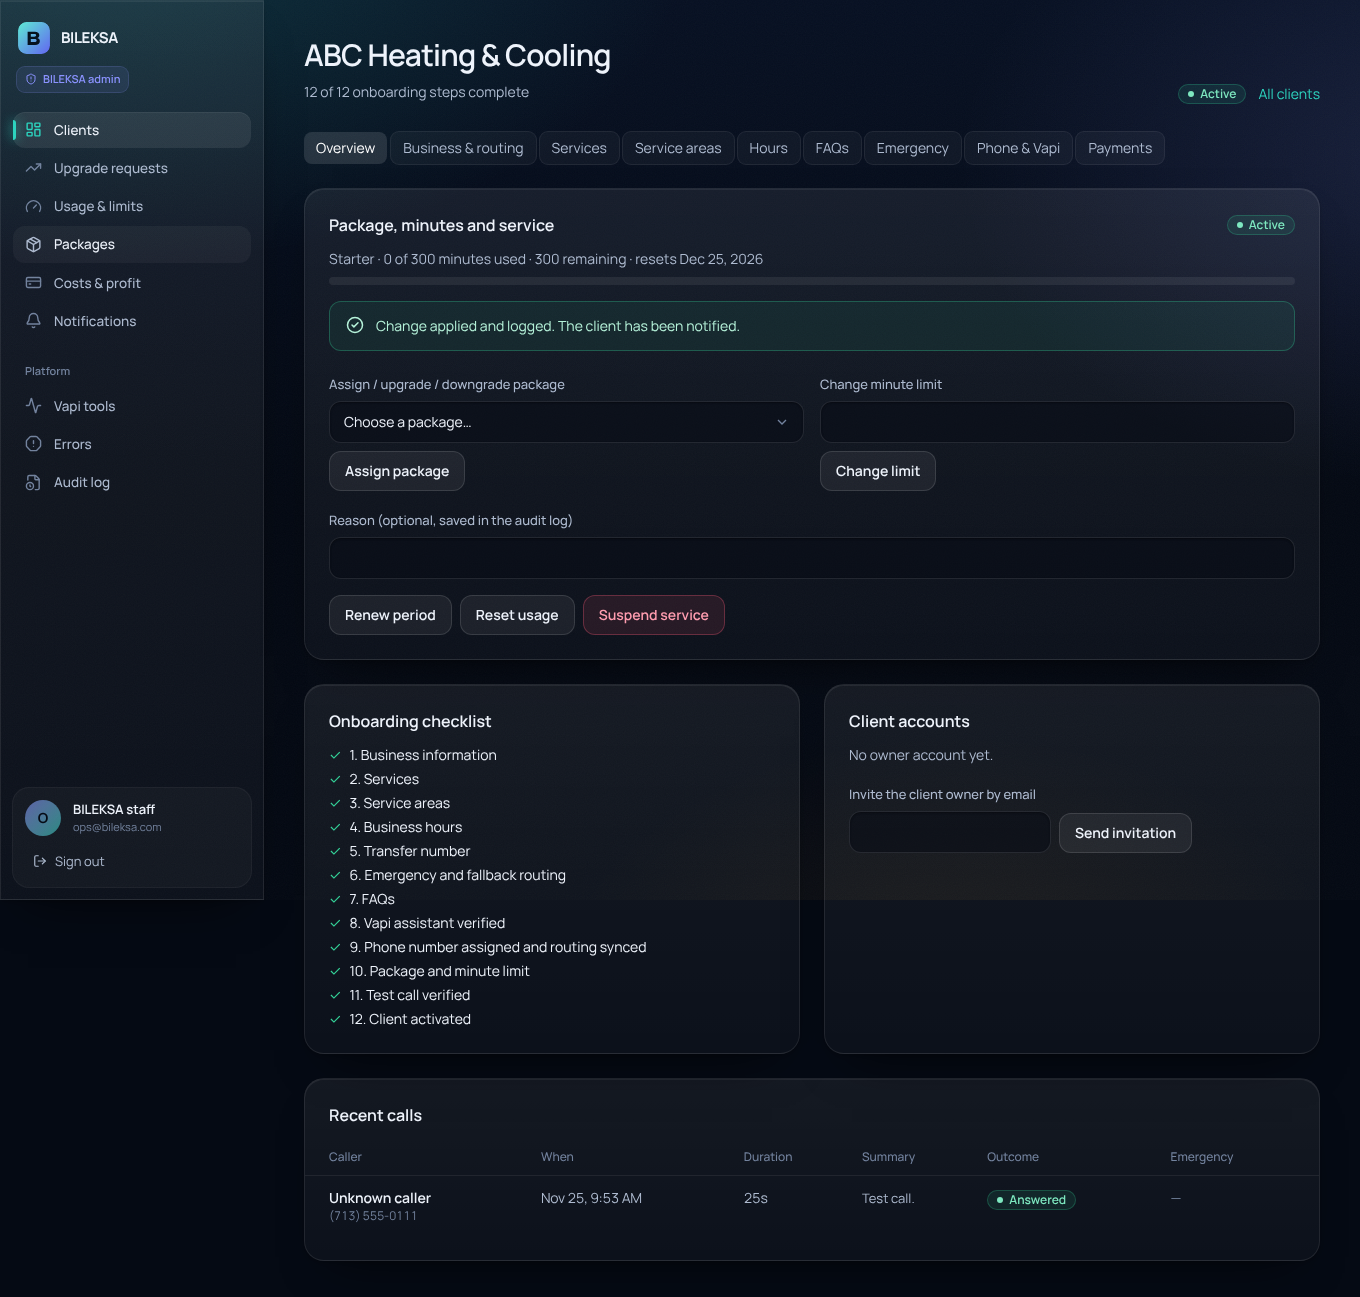 B BILEKSA
BILEKSA admin
Clients
Upgrade requests
Usage & limits
Packages
Costs & profit
Notifications
Platform
Vapi tools
Errors
Audit log
O
BILEKSA staff
ops@bileksa.com
Sign out
ABC Heating & Cooling
12 of 12 onboarding steps complete
Active All clients
Overview Business & routing Services Service areas Hours FAQs Emergency Phone & Vapi Payments
Package, minutes and service Active
Starter · 0 of 300 minutes used · 300 remaining · resets Dec 25, 2026
Change applied and logged. The client has been notified.
Assign / upgrade / downgrade package Change minute limit
Choose a package...
Assign package Change limit
Reason (optional, saved in the audit log)
Renew period Reset usage Suspend service
Onboarding checklist
1. Business information
2. Services
3. Service areas
4. Business hours
5. Transfer number
6. Emergency and fallback routing
7. FAQs
8. Vapi assistant verified
9. Phone number assigned and routing synced
10. Package and minute limit
11. Test call verified
12. Client activated
Client accounts
No owner account yet.
Invite the client owner by email
Send invitation
Recent calls
Caller When Duration Summary Outcome Emergency
Unknown caller Nov 25, 9:53 AM 25s Test call. Answered —
(713) 555-0111